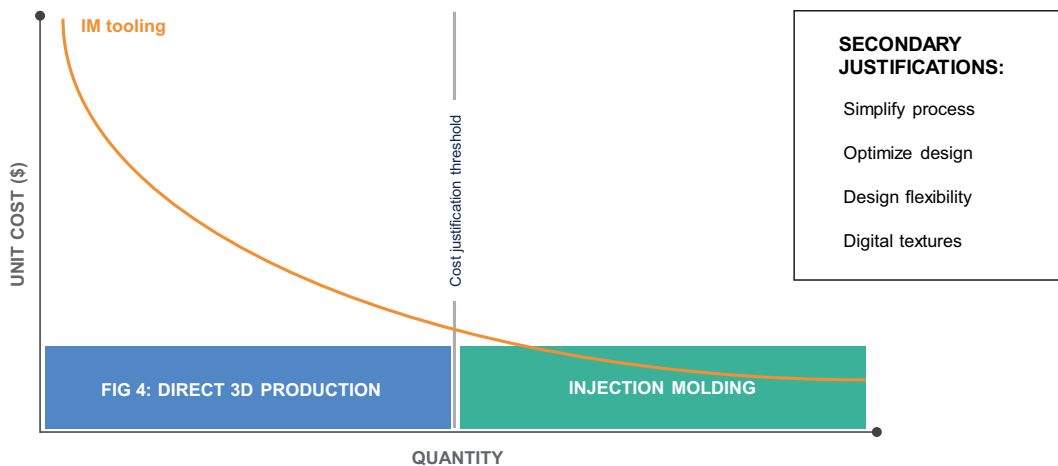 IM tooling
UNIT COST ($)
Cost justification threshold
FIG 4: DIRECT 3D PRODUCTION
INJECTION MOLDING
QUANTITY
SECONDARY
JUSTIFICATIONS:
Simplify process
Optimize design
Design flexibility
Digital textures